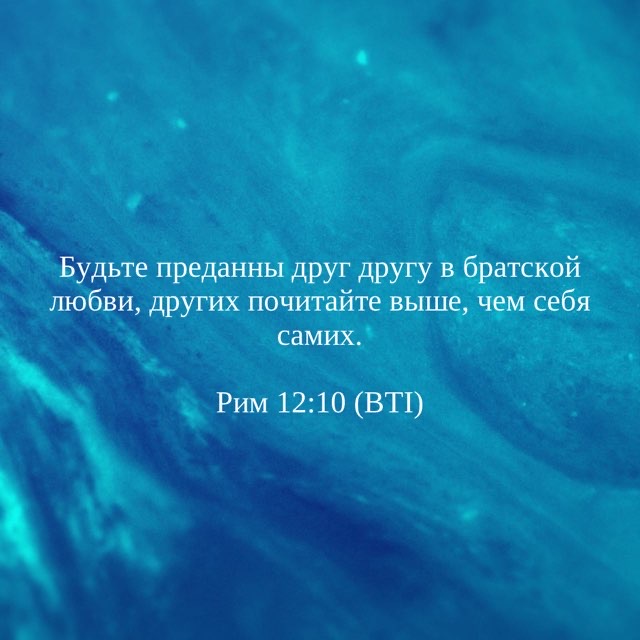 Будьте преданны друг другу в братской
любви, других почитайте выше, чем себя
самих.
Рим 12:10 (BTI)